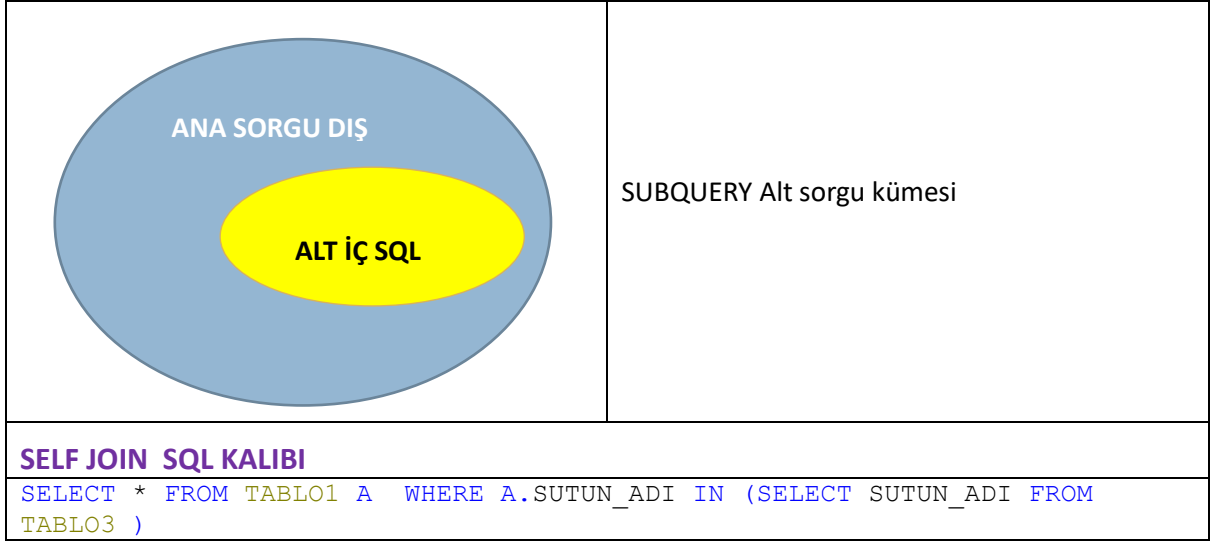 ANA SORGU DIŞ
ALT İÇ SQL
SUBQUERY Alt sorgu kümesi
SELF JOIN  SQL KALIBI
SELECT * FROM TABLO1 A  WHERE A.SUTUN_ADI IN (SELECT SUTUN_ADI FROM
TABLO3 )